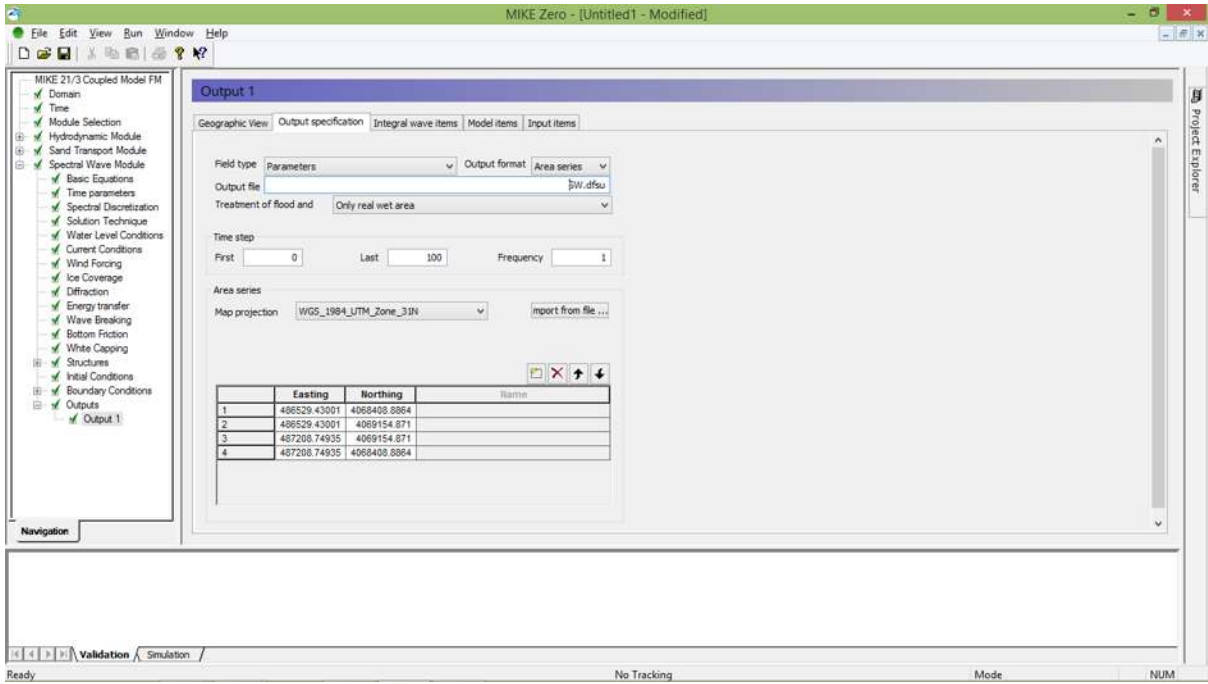 MIKE Zero - [Untitled1 - Modified]
File Edit View Run Window Help
MIKE 21/3 Coupled Model FM
Domain
Time
Module Selection
Hydrodynamic Module
Sand Transport Module
Spectral Wave Module
Basic Equations
Time parameters
Spectral Discretization
Solution Technique
Water Level Conditions
Current Conditions
Wind Forcing
Ice Coverage
Diffraction
Energy transfer
Wave Breaking
Bottom Friction
White Capping
Structures
Initial Conditions
Boundary Conditions
Outputs
Output 1
Navigation
Output 1
Geographic View Output specification Integral wave items Model items Input items
Field type Parameters Output format Area series
Output file SW.dfsu
Treatment of flood and Only real wet area
Time step
First 0 Last 100 Frequency 1
Area series
Map projection WGS_1984_UTM_Zone_31N mport from file ...
Easting Northing Name
1 486529.43001 4068408.8864
2 486529.43001 4069154.871
3 487208.74935 4069154.871
4 487208.74935 4068408.8864
Project Explorer
Validation Simulation
Ready No Tracking Mode NUM